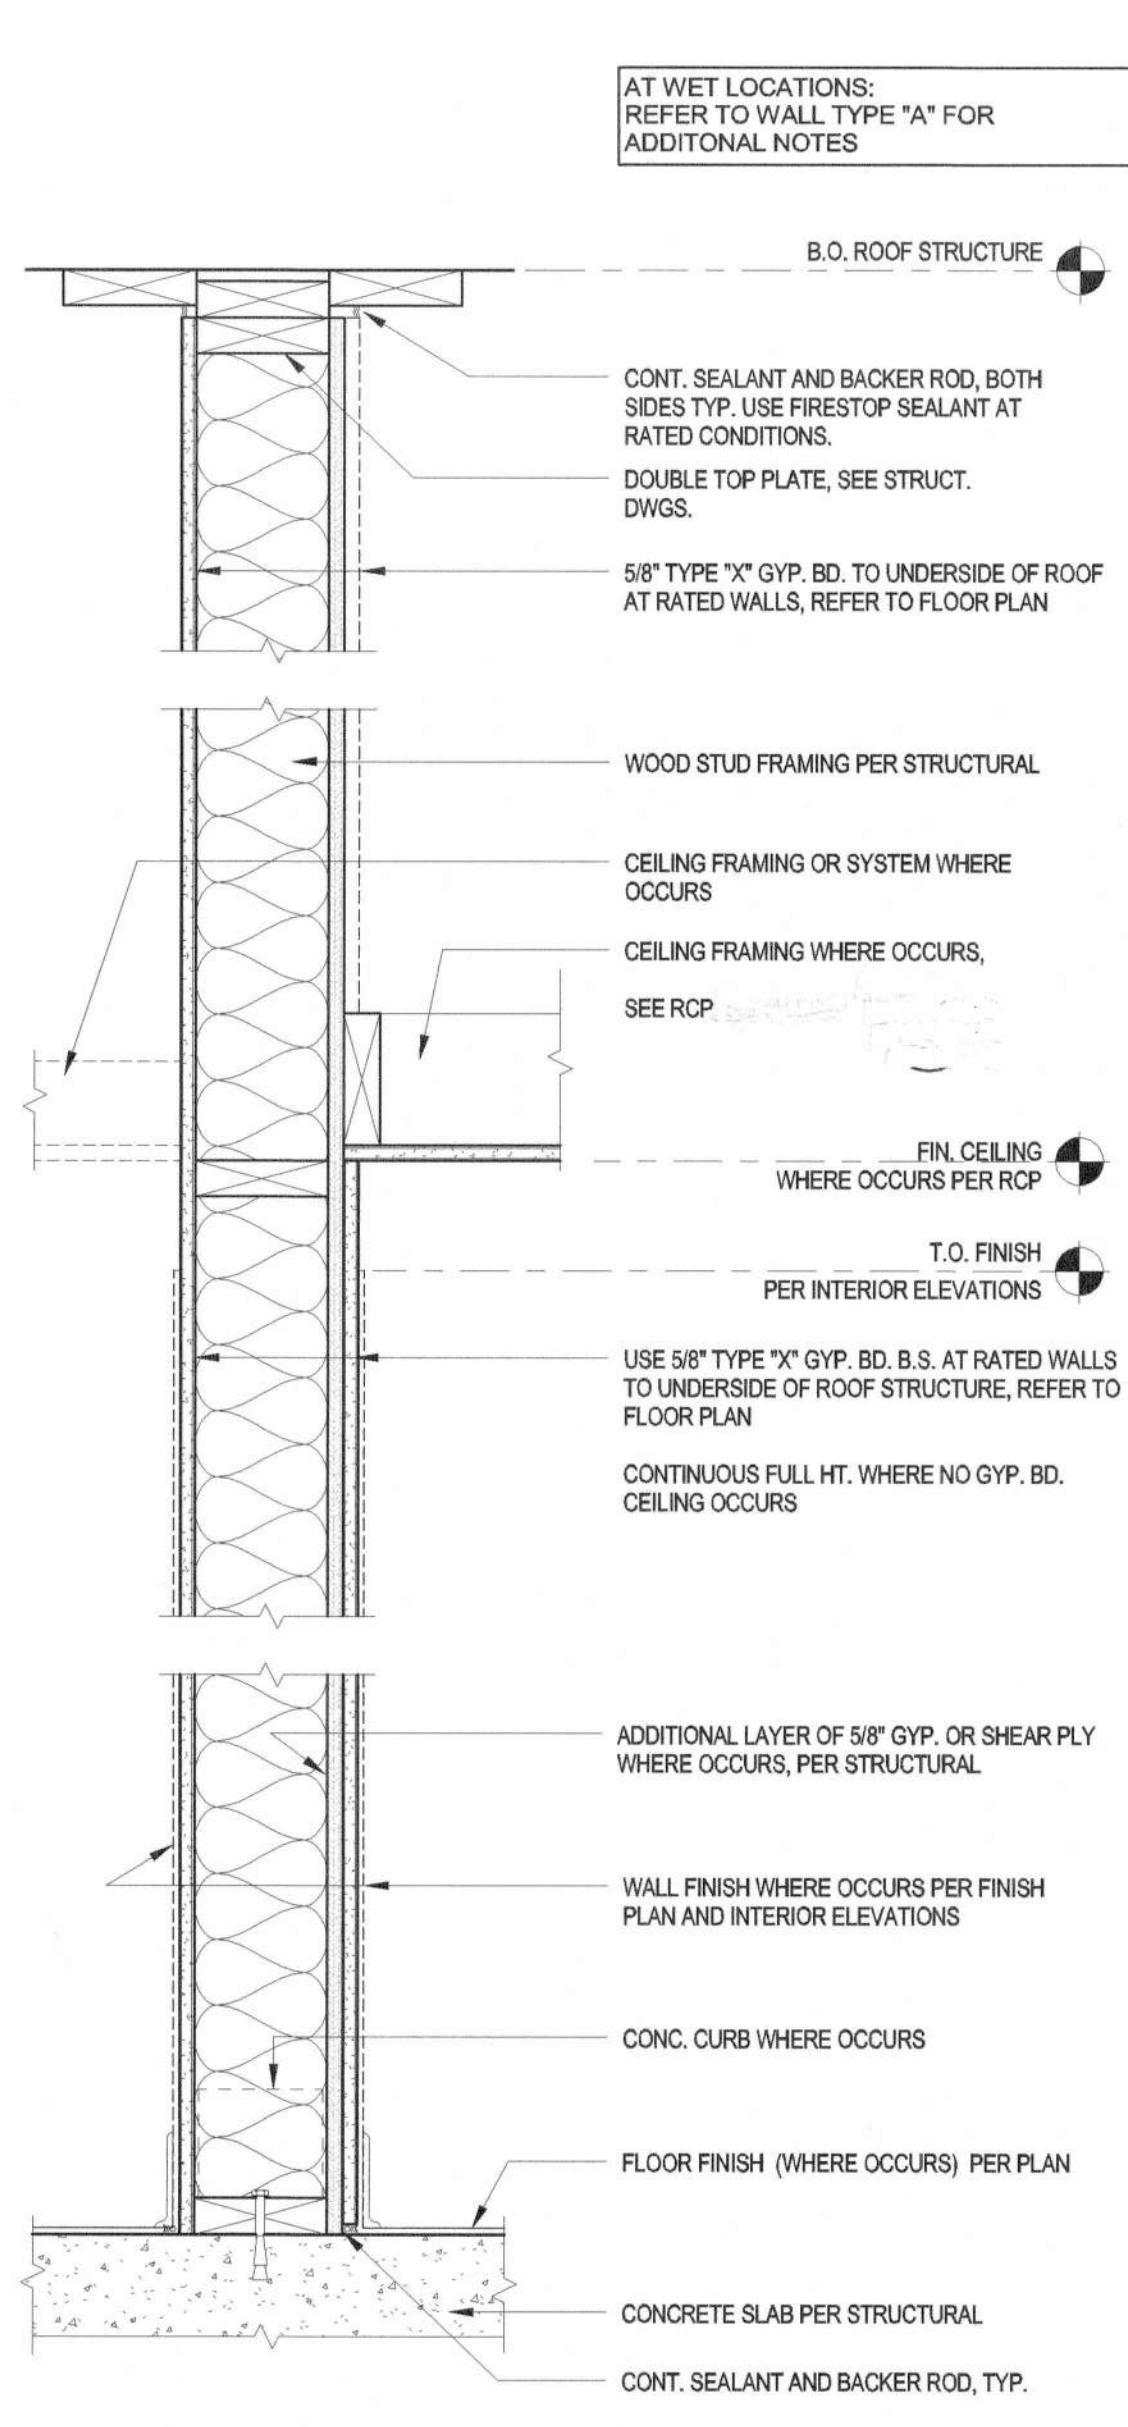 AT WET LOCATIONS:
REFER TO WALL TYPE "A" FOR
ADDITONAL NOTES
B.O. ROOF STRUCTURE
CONT. SEALANT AND BACKER ROD, BOTH
SIDES TYP. USE FIRESTOP SEALANT AT
RATED CONDITIONS.
DOUBLE TOP PLATE, SEE STRUCT.
DWGS.
5/8" TYPE "X" GYP. BD. TO UNDERSIDE OF ROOF
AT RATED WALLS, REFER TO FLOOR PLAN
WOOD STUD FRAMING PER STRUCTURAL
CEILING FRAMING OR SYSTEM WHERE
OCCURS
CEILING FRAMING WHERE OCCURS,
SEE RCP
FIN. CEILING
WHERE OCCURS PER RCP
T.O. FINISH
PER INTERIOR ELEVATIONS
USE 5/8" TYPE "X" GYP. BD. B.S. AT RATED WALLS
TO UNDERSIDE OF ROOF STRUCTURE, REFER TO
FLOOR PLAN
CONTINUOUS FULL HT. WHERE NO GYP. BD.
CEILING OCCURS
ADDITIONAL LAYER OF 5/8" GYP. OR SHEAR PLY
WHERE OCCURS, PER STRUCTURAL
WALL FINISH WHERE OCCURS PER FINISH
PLAN AND INTERIOR ELEVATIONS
CONC. CURB WHERE OCCURS
FLOOR FINISH (WHERE OCCURS) PER PLAN
CONCRETE SLAB PER STRUCTURAL
CONT. SEALANT AND BACKER ROD, TYP.